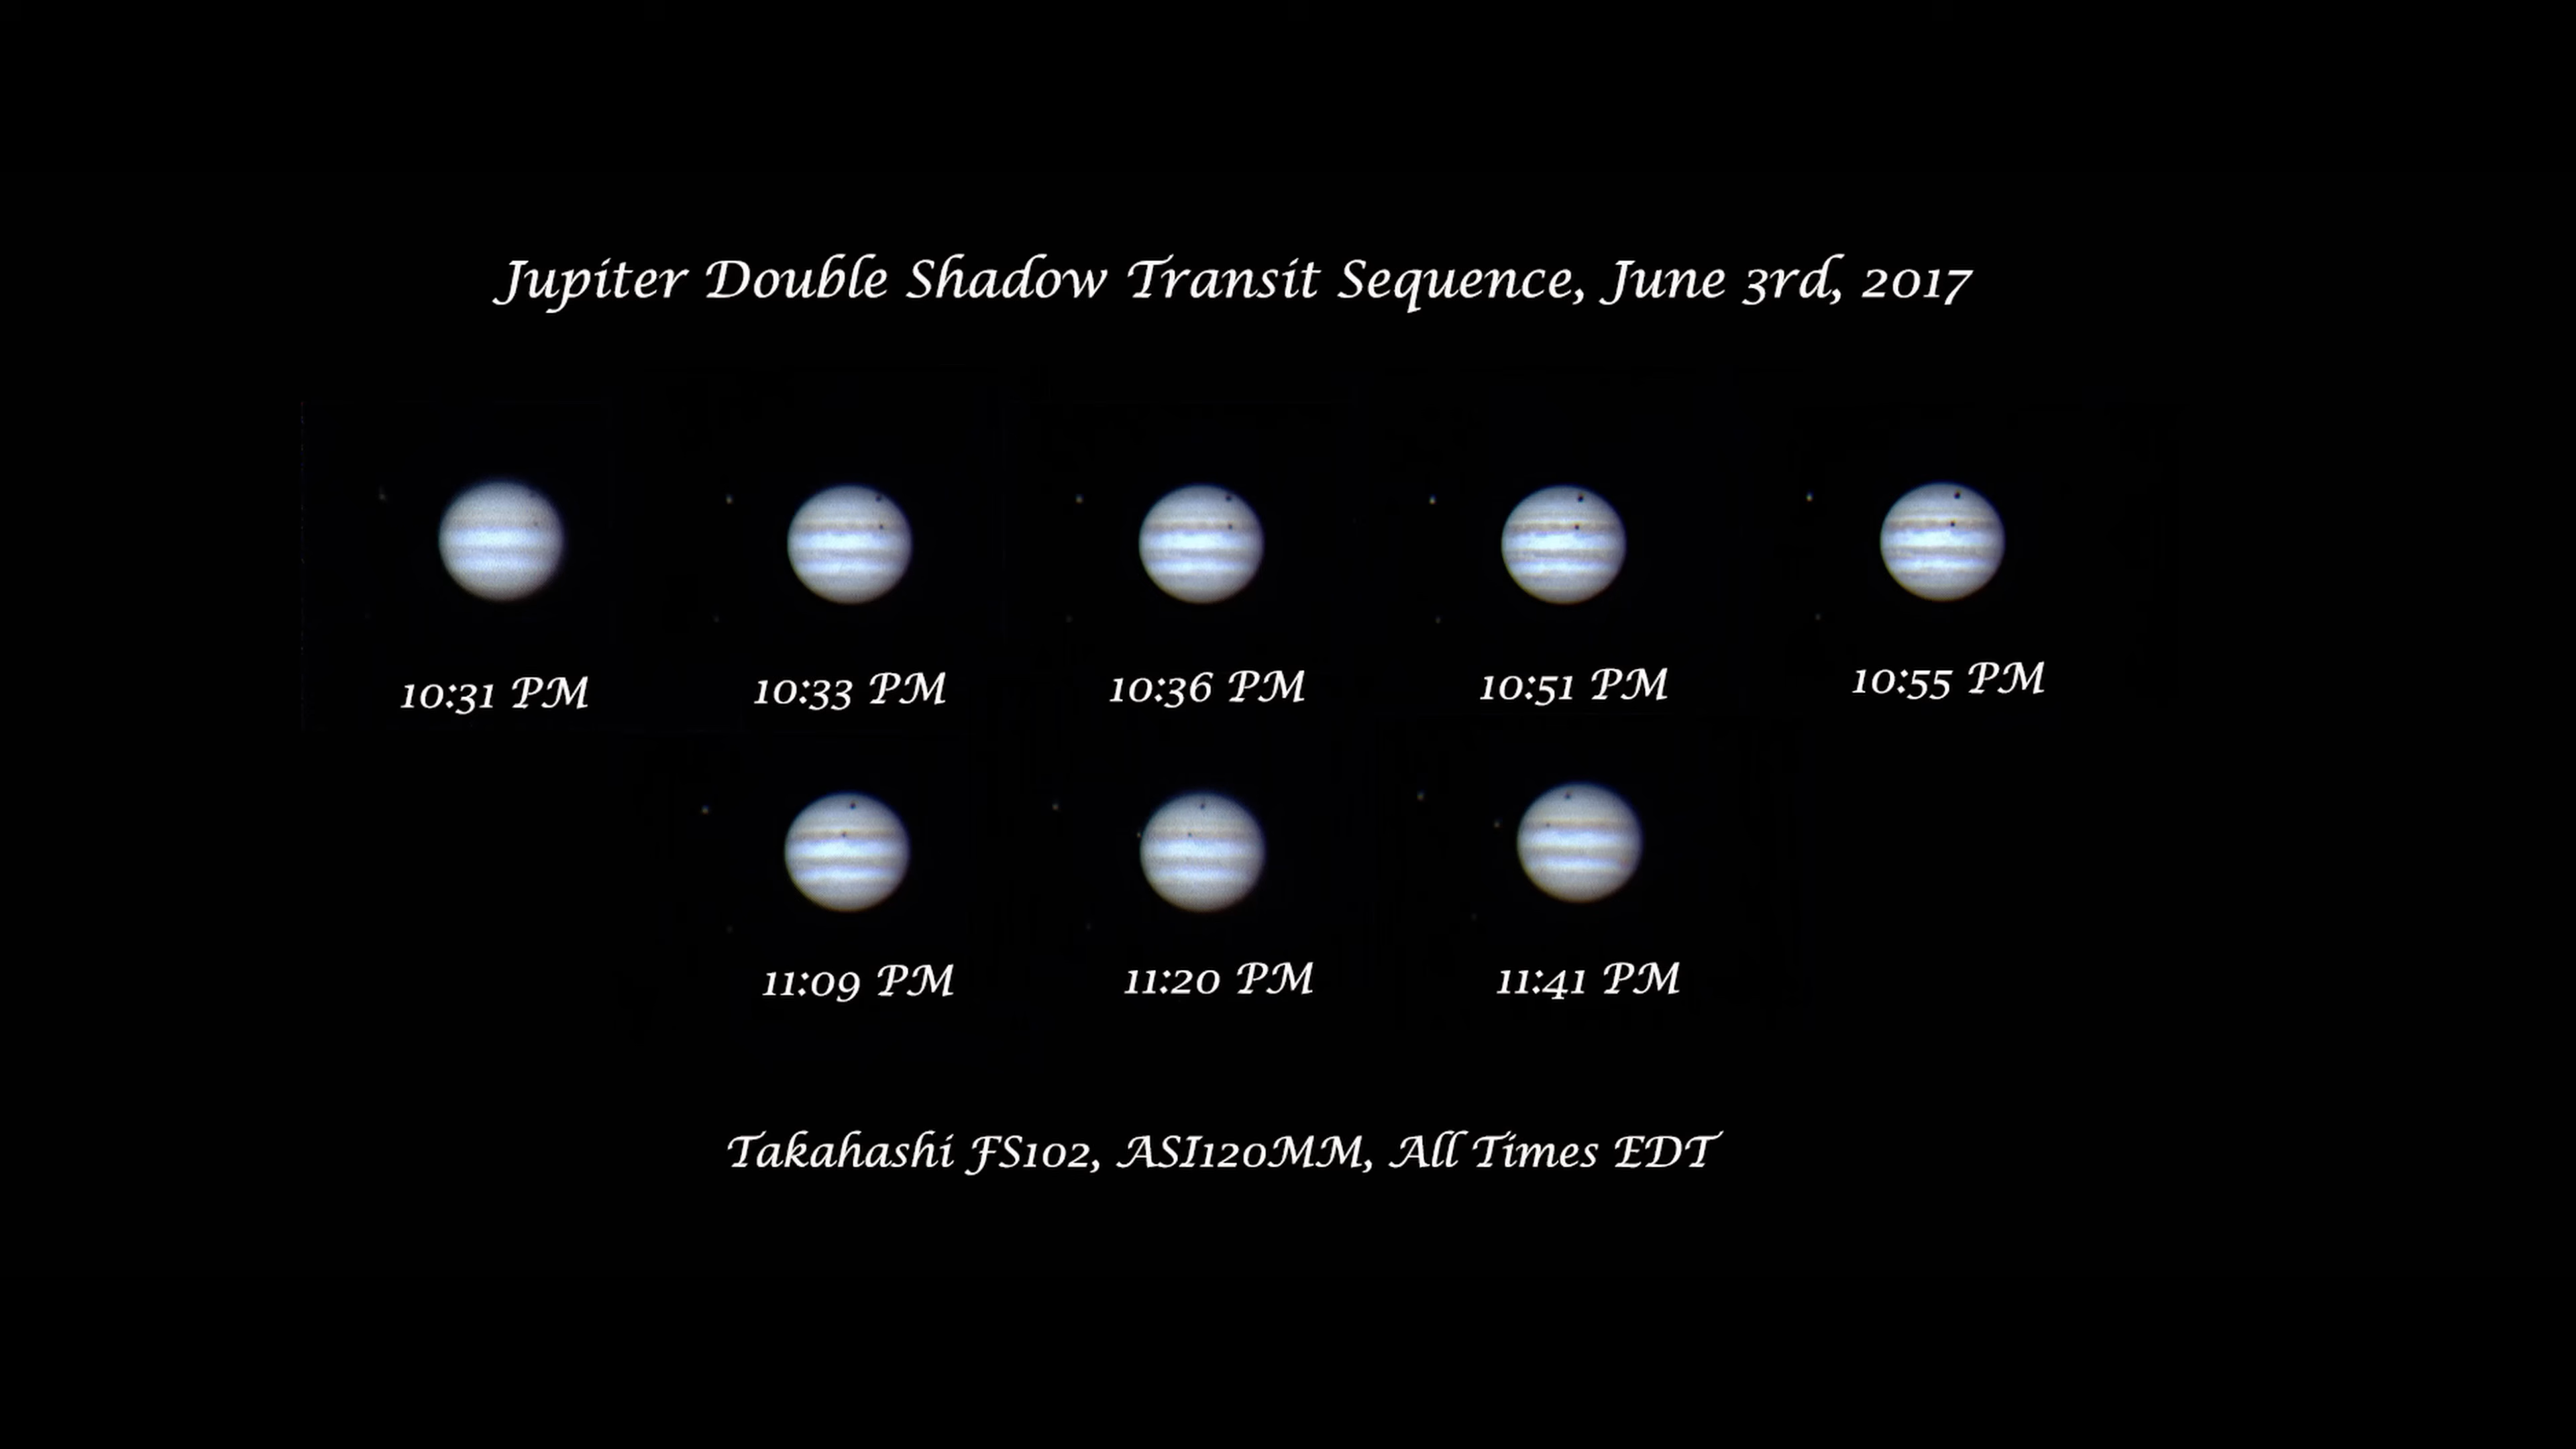 Jupiter Double Shadow Transit Sequence, June 3rd, 2017
10:31 PM
10:33 PM
10:36 PM
10:51 PM
10:55 PM
11:09 PM
11:20 PM
11:41 PM
Takahashi FS102, ASI120MM, All Times EDT